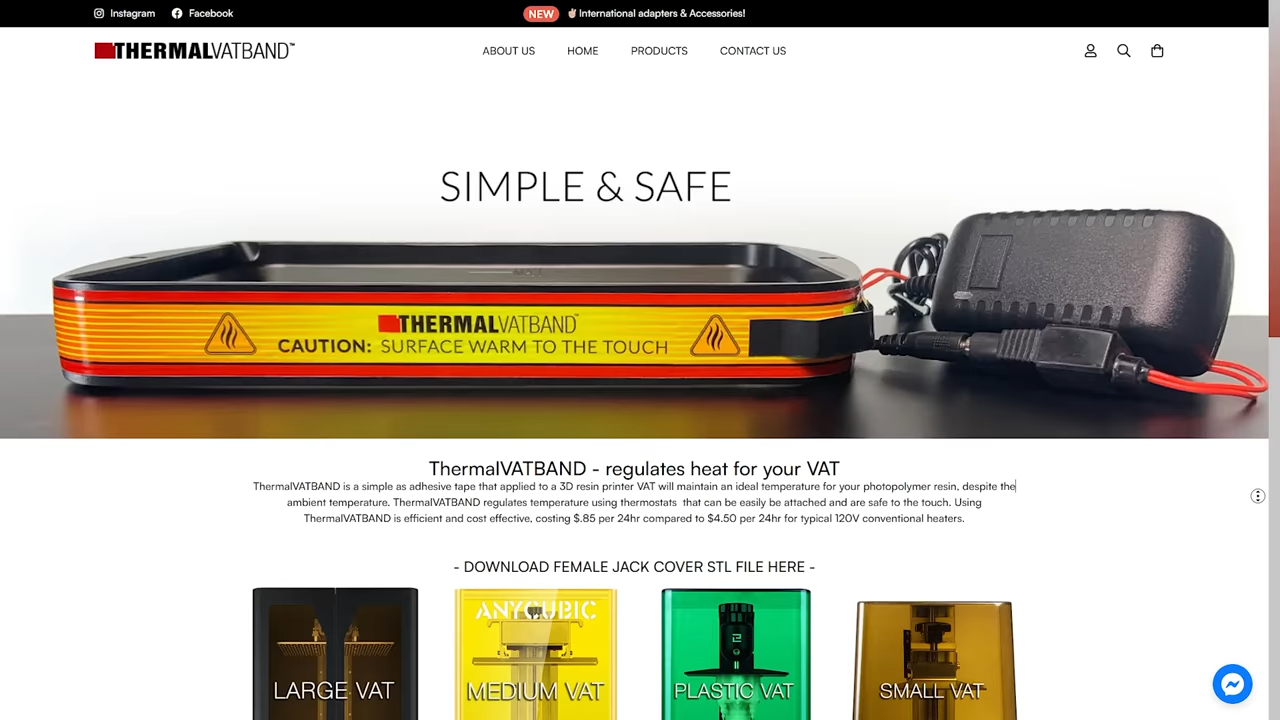 Instagram Facebook NEW ✌🏼International adapters & Accessories!
THERMALVATBAND™ ABOUT US HOME PRODUCTS CONTACT US
SIMPLE & SAFE
THERMALVATBAND™
CAUTION: SURFACE WARM TO THE TOUCH
ThermalVATBAND - regulates heat for your VAT
ThermalVATBAND is a simple as adhesive tape that applied to a 3D resin printer VAT will maintain an ideal temperature for your photopolymer resin, despite the
ambient temperature. ThermalVATBAND regulates temperature using thermostats that can be easily be attached and are safe to the touch. Using
ThermalVATBAND is efficient and cost effective, costing $.85 per 24hr compared to $4.50 per 24hr for typical 120V conventional heaters.
- DOWNLOAD FEMALE JACK COVER STL FILE HERE -
ANYCUBIC
LARGE VAT MEDIUM VAT PLASTIC VAT SMALL VAT